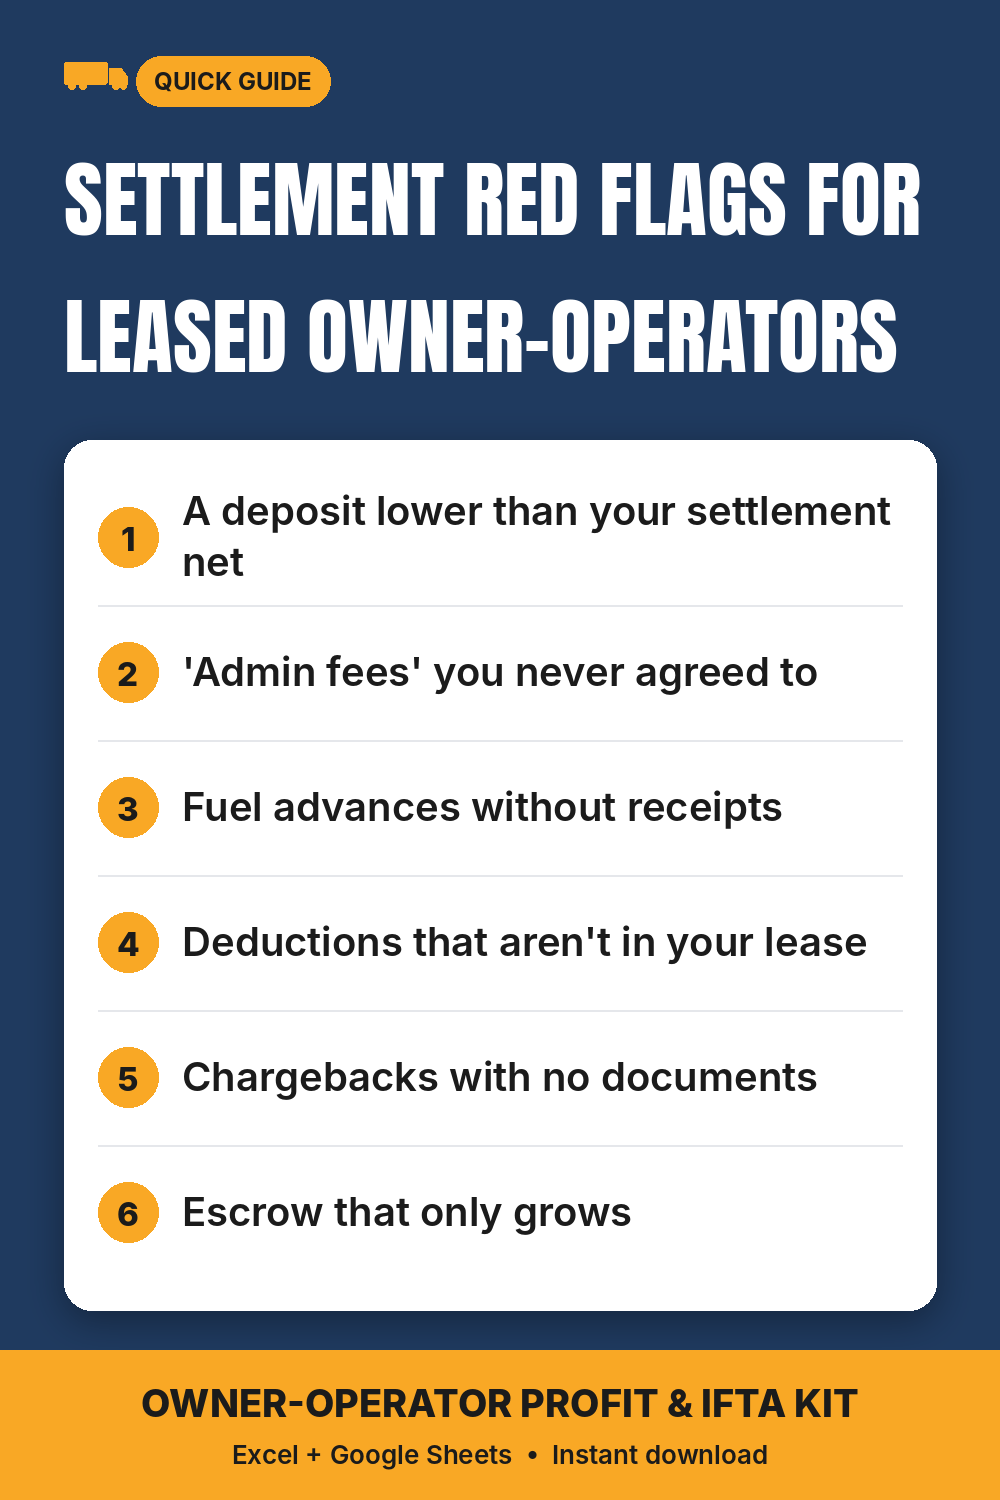 QUICK GUIDE
SETTLEMENT RED FLAGS FOR
LEASED OWNER-OPERATORS
1 A deposit lower than your settlement
net
2 'Admin fees' you never agreed to
3 Fuel advances without receipts
4 Deductions that aren't in your lease
5 Chargebacks with no documents
6 Escrow that only grows
OWNER-OPERATOR PROFIT & IFTA KIT
Excel + Google Sheets • Instant download